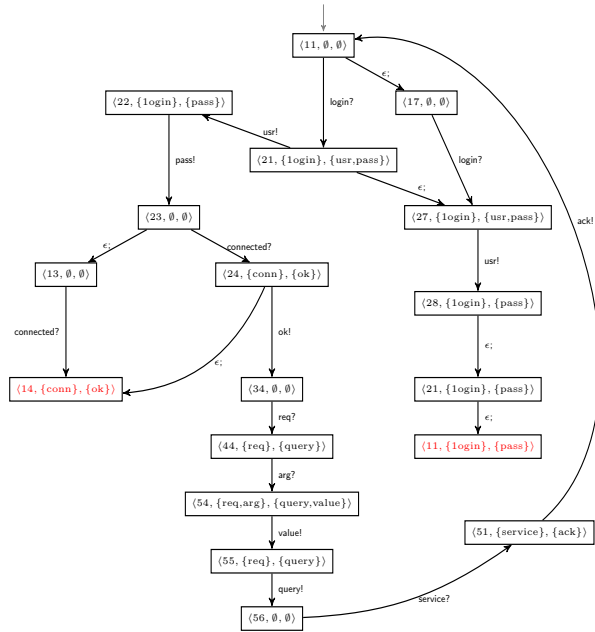 ⟨11, ∅, ∅⟩
ϵ;
⟨22, {login}, {pass}⟩
login?
⟨17, ∅, ∅⟩
usr!
pass!
⟨21, {login}, {usr,pass}⟩
login?
ϵ;
⟨23, ∅, ∅⟩
⟨27, {login}, {usr,pass}⟩
ack!
ϵ;
connected?
usr!
⟨13, ∅, ∅⟩
⟨24, {conn}, {ok}⟩
⟨28, {login}, {pass}⟩
connected?
ok!
ϵ;
ϵ;
⟨14, {conn}, {ok}⟩
⟨34, ∅, ∅⟩
⟨21, {login}, {pass}⟩
req?
ϵ;
⟨44, {req}, {query}⟩
⟨11, {login}, {pass}⟩
arg?
⟨54, {req,arg}, {query,value}⟩
value!
⟨51, {service}, {ack}⟩
⟨55, {req}, {query}⟩
query!
service?
⟨56, ∅, ∅⟩